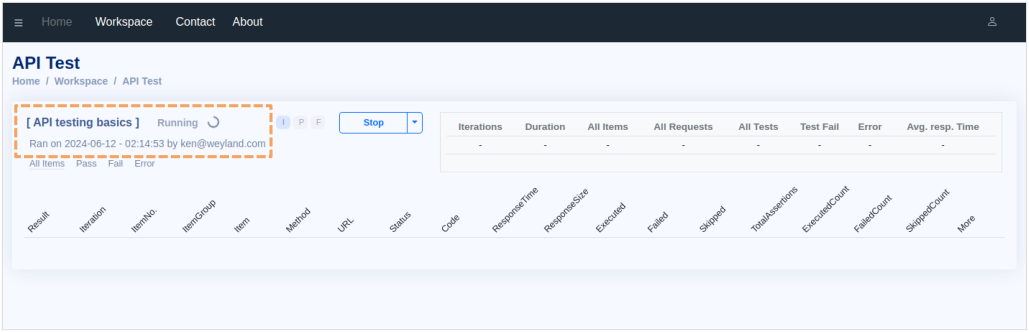 Home Workspace Contact About
API Test
Home / Workspace / API Test
[ API testing basics ] Running I P F Stop
Ran on 2024-06-12 - 02:14:53 by ken@weyland.com
All Items Pass Fail Error
Iterations Duration All Items All Requests All Tests Test Fail Error Avg. resp. Time
- - - - - - - -
Result Iteration ItemNo. ItemGroup Item Method URL Status Code ResponseTime ResponseSize Executed Failed Skipped TotalAssertions ExecutedCount FailedCount SkippedCount More